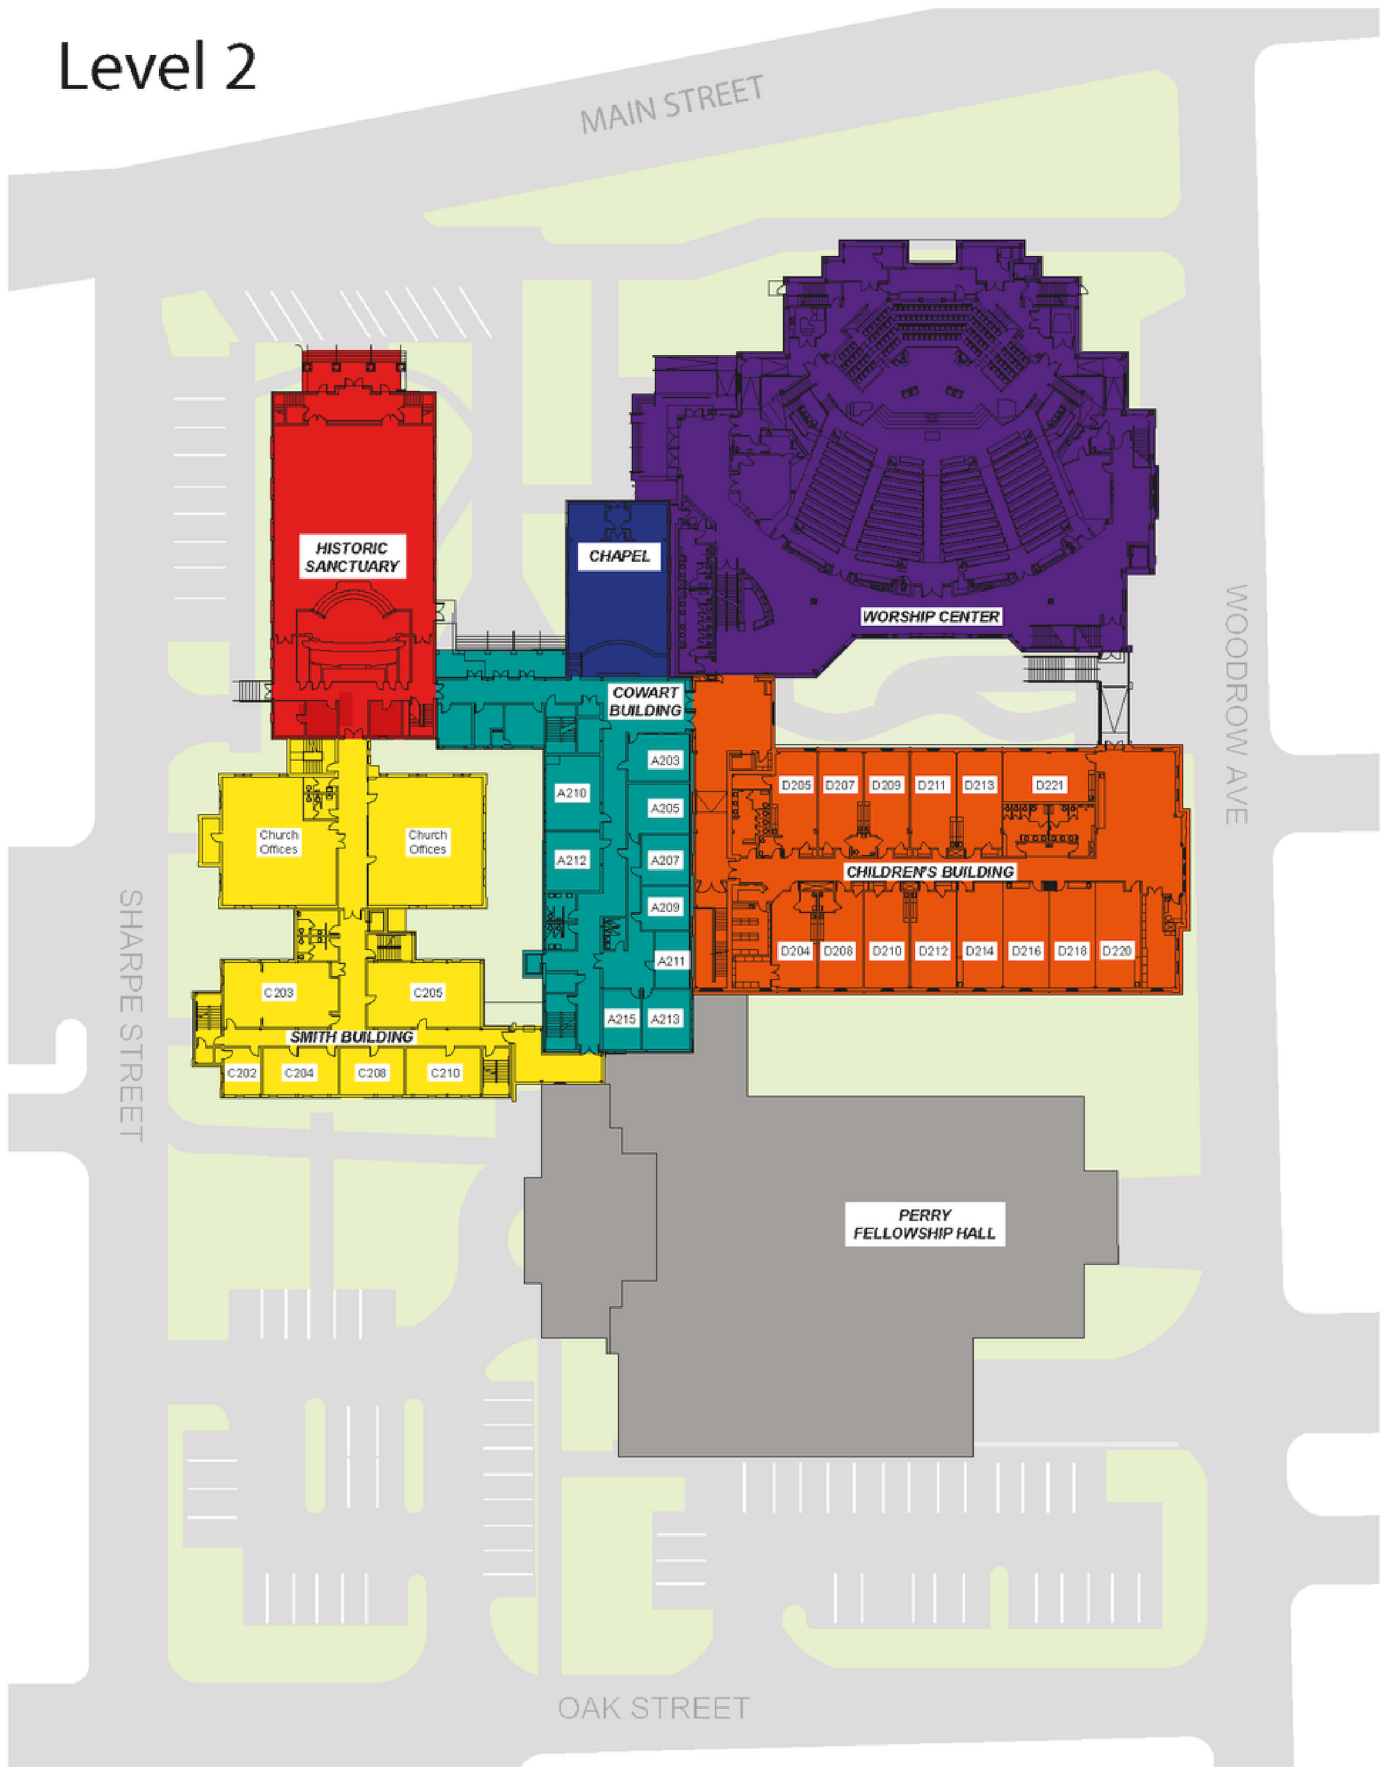 Level 2
MAIN STREET
HISTORIC
SANCTUARY
CHAPEL
WORSHIP CENTER
WOODROW AVE
COWART
BUILDING
A203
A210
A205
A212
A207
A209
A211
A215
A213
D205
D207
D209
D211
D213
D221
CHILDREN'S BUILDING
D204
D208
D210
D212
D214
D216
D218
D220
Church
Offices
Church
Offices
SHARPE STREET
C203
C205
SMITH BUILDING
C202
C204
C208
C210
PERRY
FELLOWSHIP HALL
OAK STREET